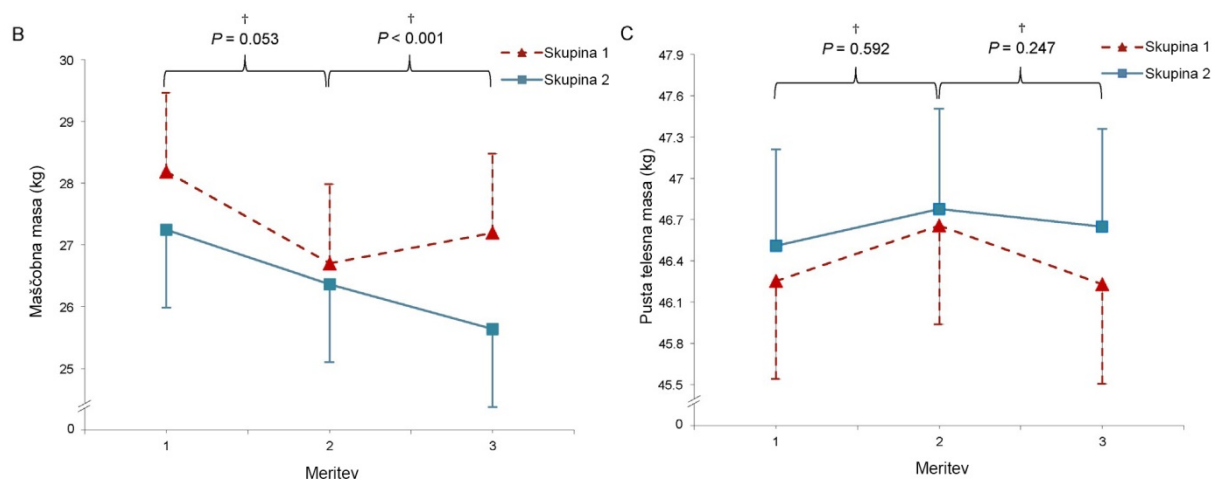 B
†
P = 0.053
†
P < 0.001
Skupina 1
Skupina 2
Maščobna masa (kg)
30
29
28
27
26
25
0
1
2
3
Meritev
C
†
P = 0.592
†
P = 0.247
Skupina 1
Skupina 2
Pusta telesna masa (kg)
47.9
47.6
47.3
47
46.7
46.4
46.1
45.8
45.5
0
1
2
3
Meritev